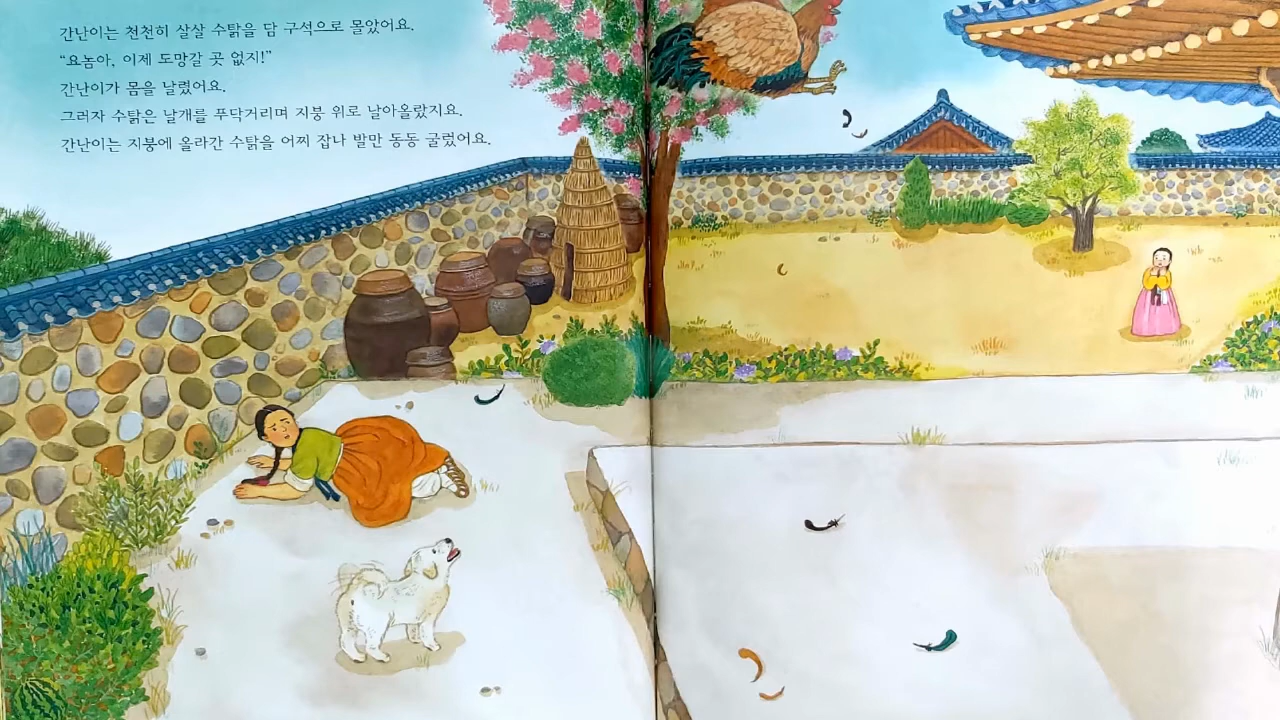 간난이는 천천히 살살 수탉을 담 구석으로 몰았어요.
“요놈아, 이제 도망갈 곳 없지!”
간난이가 몸을 날렸어요.
그러자 수탉은 날개를 푸닥거리며 지붕 위로 날아올랐지요.
간난이는 지붕에 올라간 수탉을 어찌 잡나 발만 동동 굴렀어요.